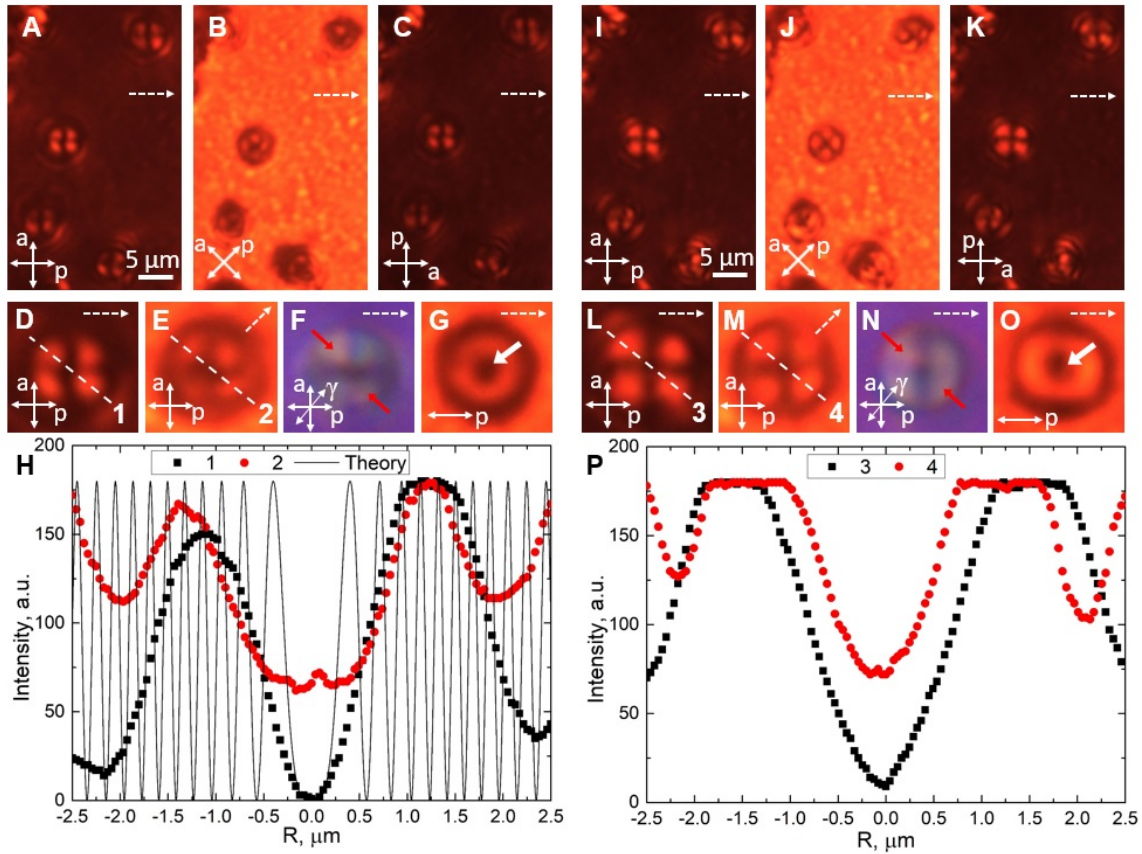 A
B
C
I
J
K
a
p
5 µm
a
p
p
a
a
p
5 µm
a
p
p
a
D
E
F
G
L
M
N
O
a
p
1
a
p
2
a
γ
p
p
a
p
3
a
p
4
a
γ
p
p
H
1 2 Theory
200
150
100
50
0
Intensity, a.u.
-2.5 -2.0 -1.5 -1.0 -0.5 0.0 0.5 1.0 1.5 2.0 2.5
R, µm
P
3 4
200
150
100
50
0
Intensity, a.u.
-2.5 -2.0 -1.5 -1.0 -0.5 0.0 0.5 1.0 1.5 2.0 2.5
R, µm